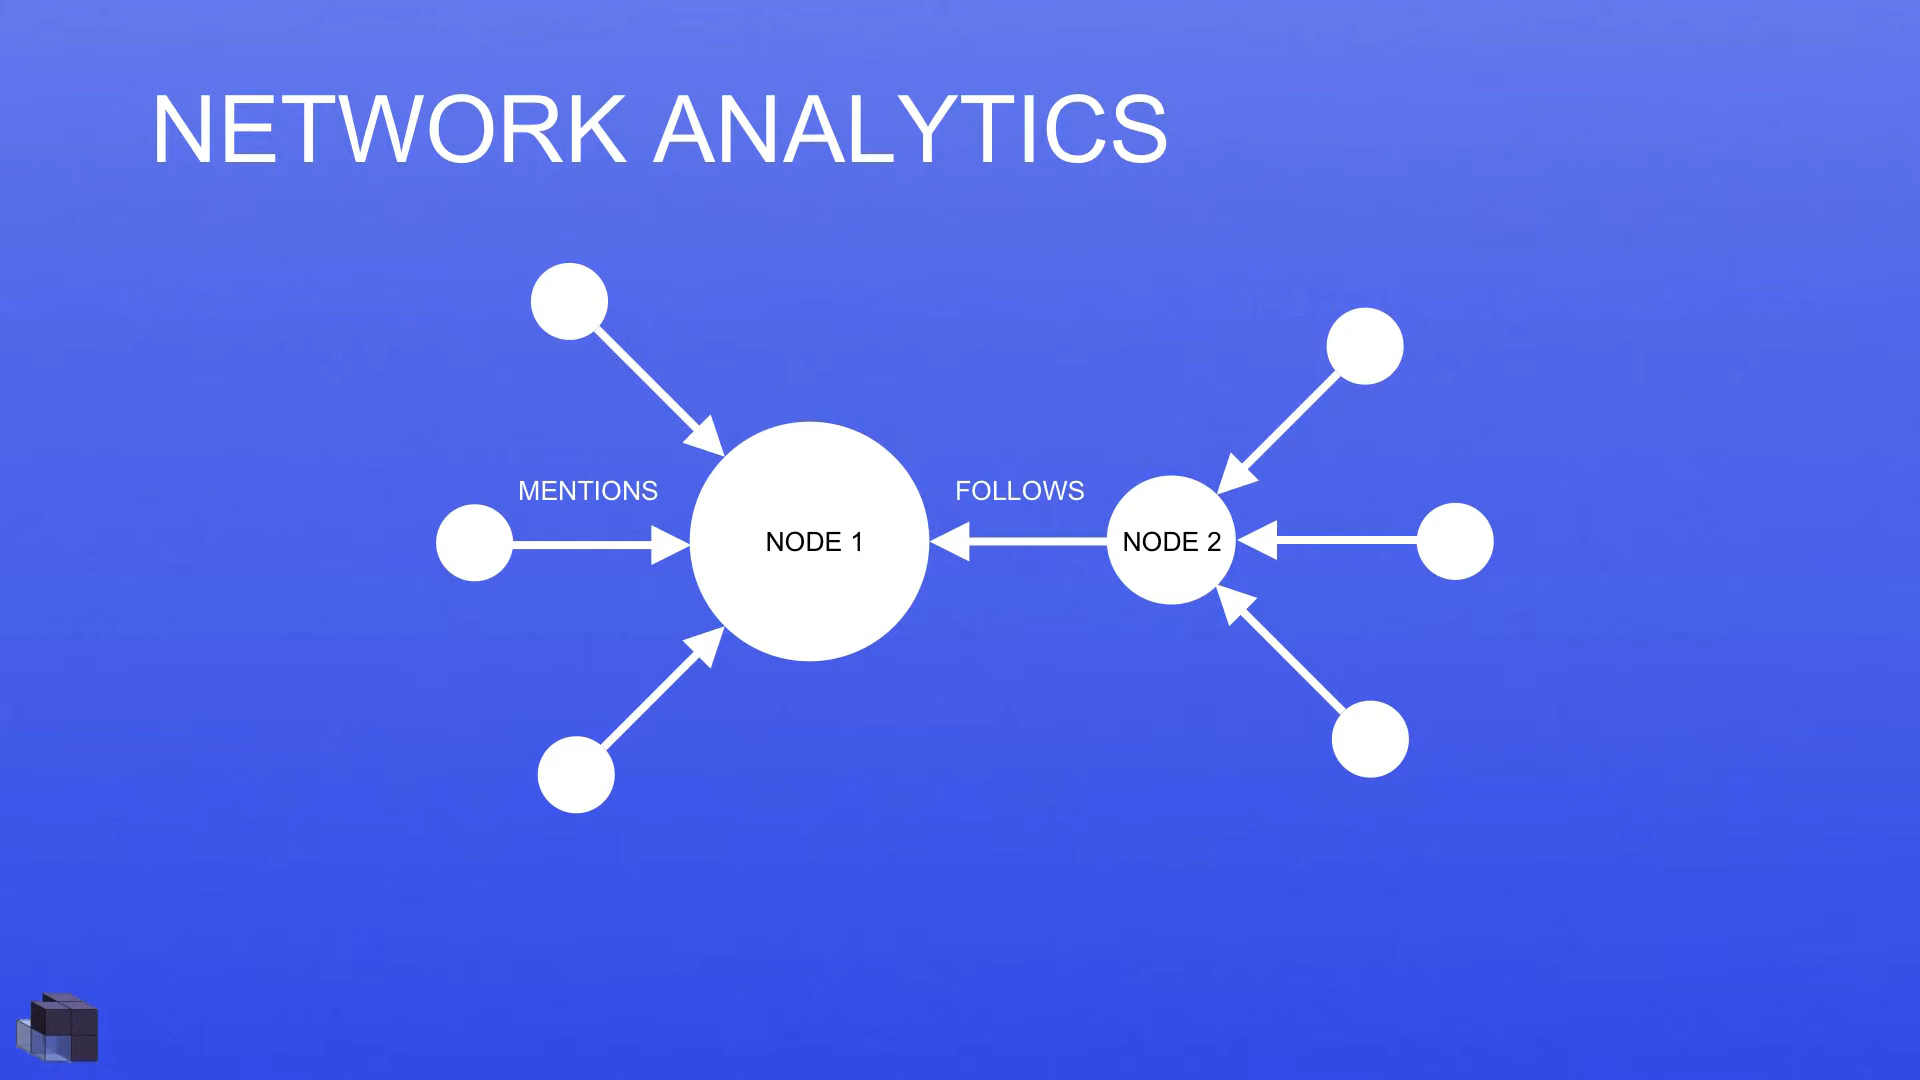 NETWORK ANALYTICS
MENTIONS
FOLLOWS
NODE 1
NODE 2